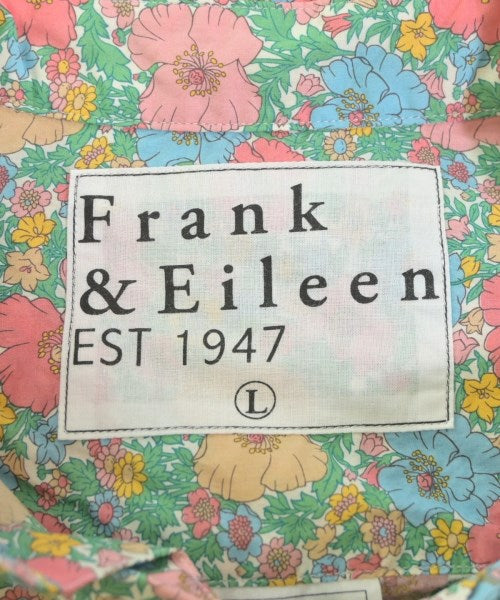 Frank
& Eileen
EST 1947
L